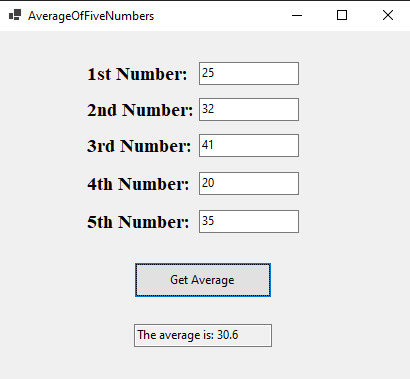 AverageOfFiveNumbers
1st Number: 25
2nd Number: 32
3rd Number: 41
4th Number: 20
5th Number: 35
Get Average
The average is: 30.6